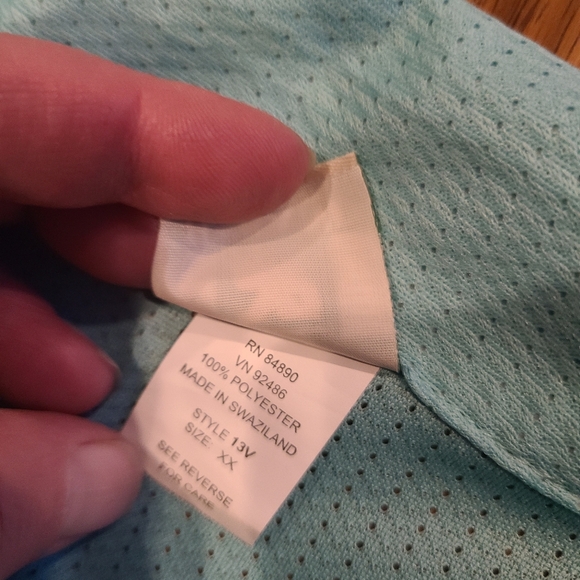 RN 84890
VN 92486
100% POLYESTER
MADE IN SWAZILAND
STYLE 13V
SIZE: XX
SEE REVERSE
FOR CARE